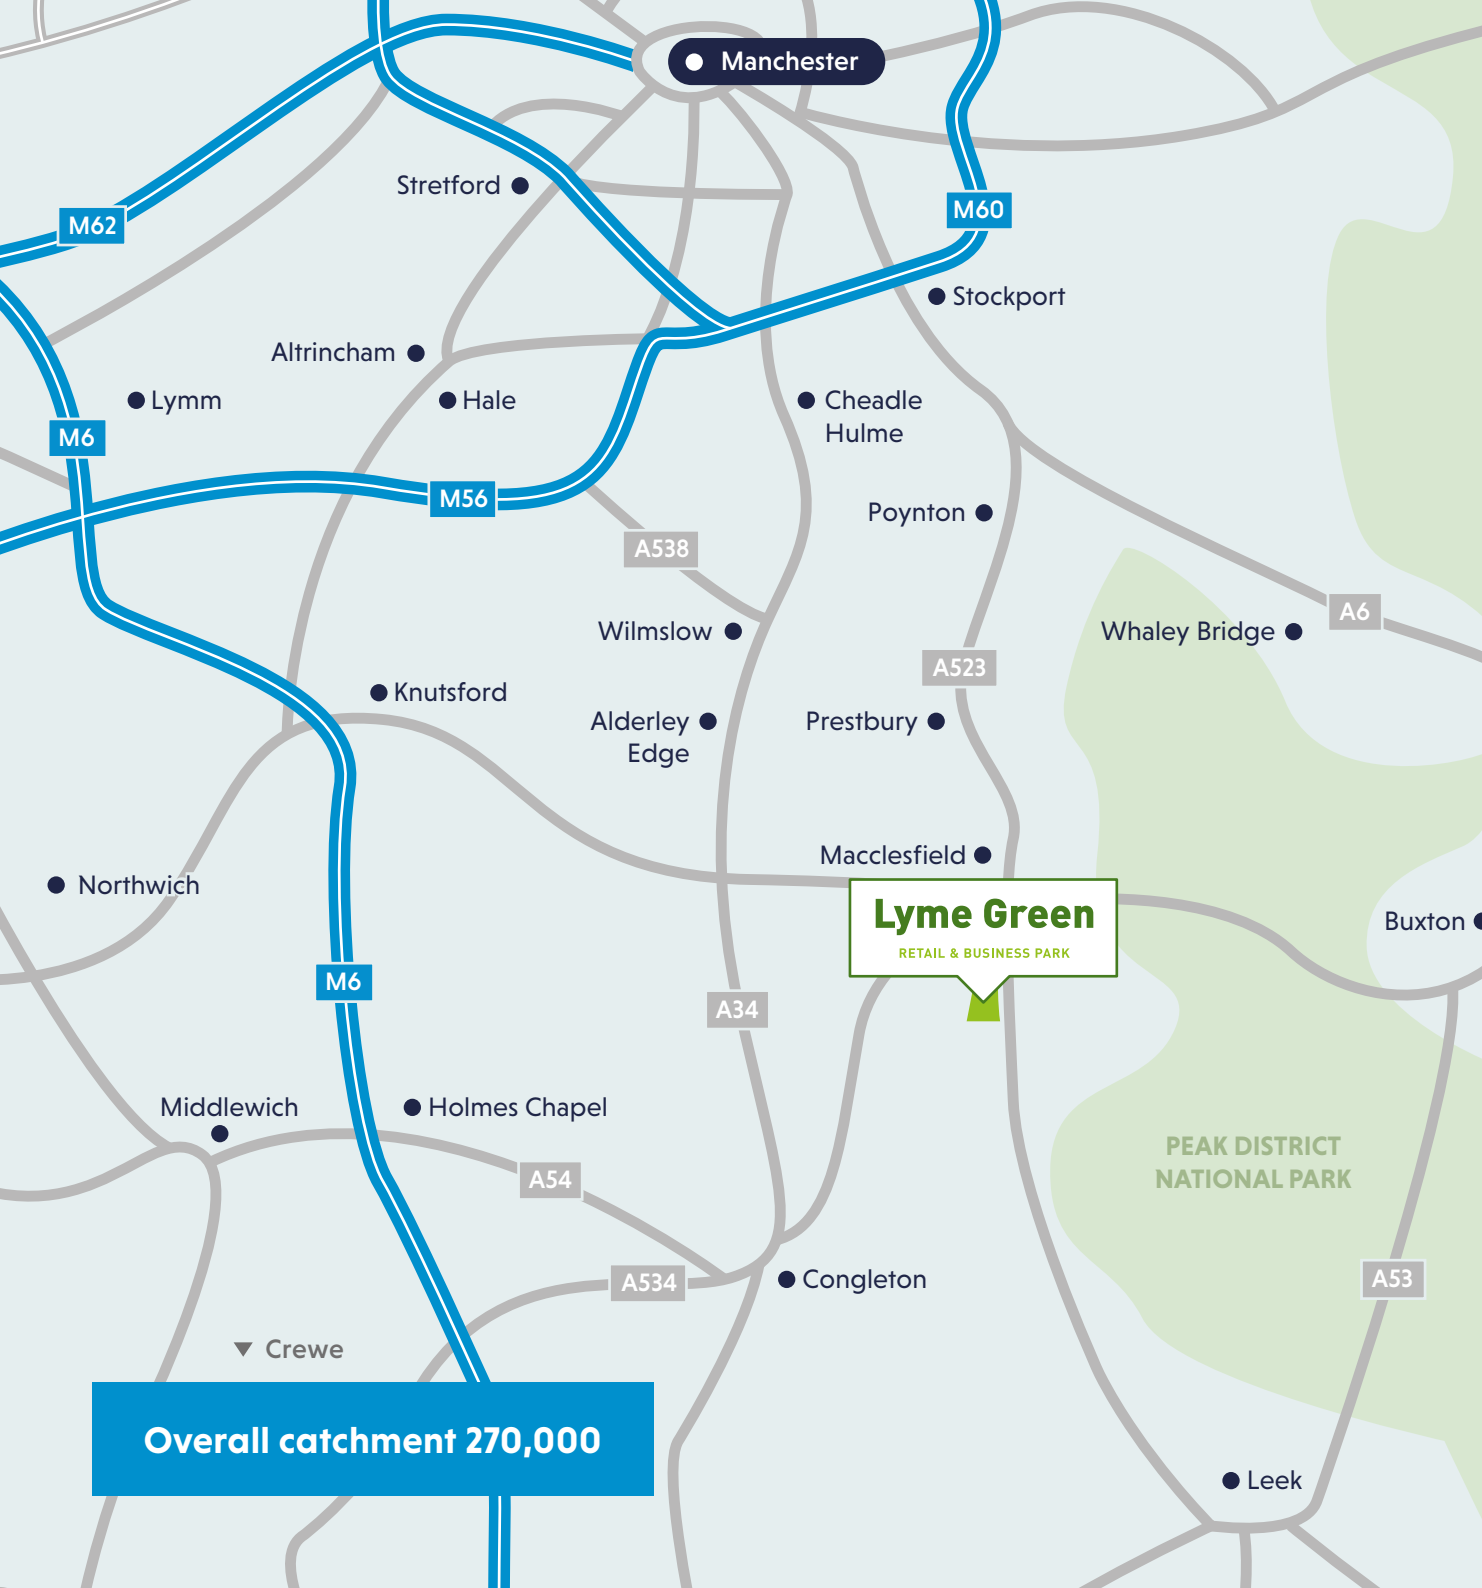 Manchester
Stretford
M62
M60
Stockport
Altrincham
Lymm
Hale
Cheadle
Hulme
M6
M56
Poynton
A538
A6
Wilmslow
Whaley Bridge
A523
Knutsford
Alderley
Edge
Prestbury
Macclesfield
Northwich
Lyme Green
RETAIL & BUSINESS PARK
Buxton
M6
A34
Middlewich
Holmes Chapel
PEAK DISTRICT
NATIONAL PARK
A54
A534
Congleton
A53
Crewe
Overall catchment 270,000
Leek